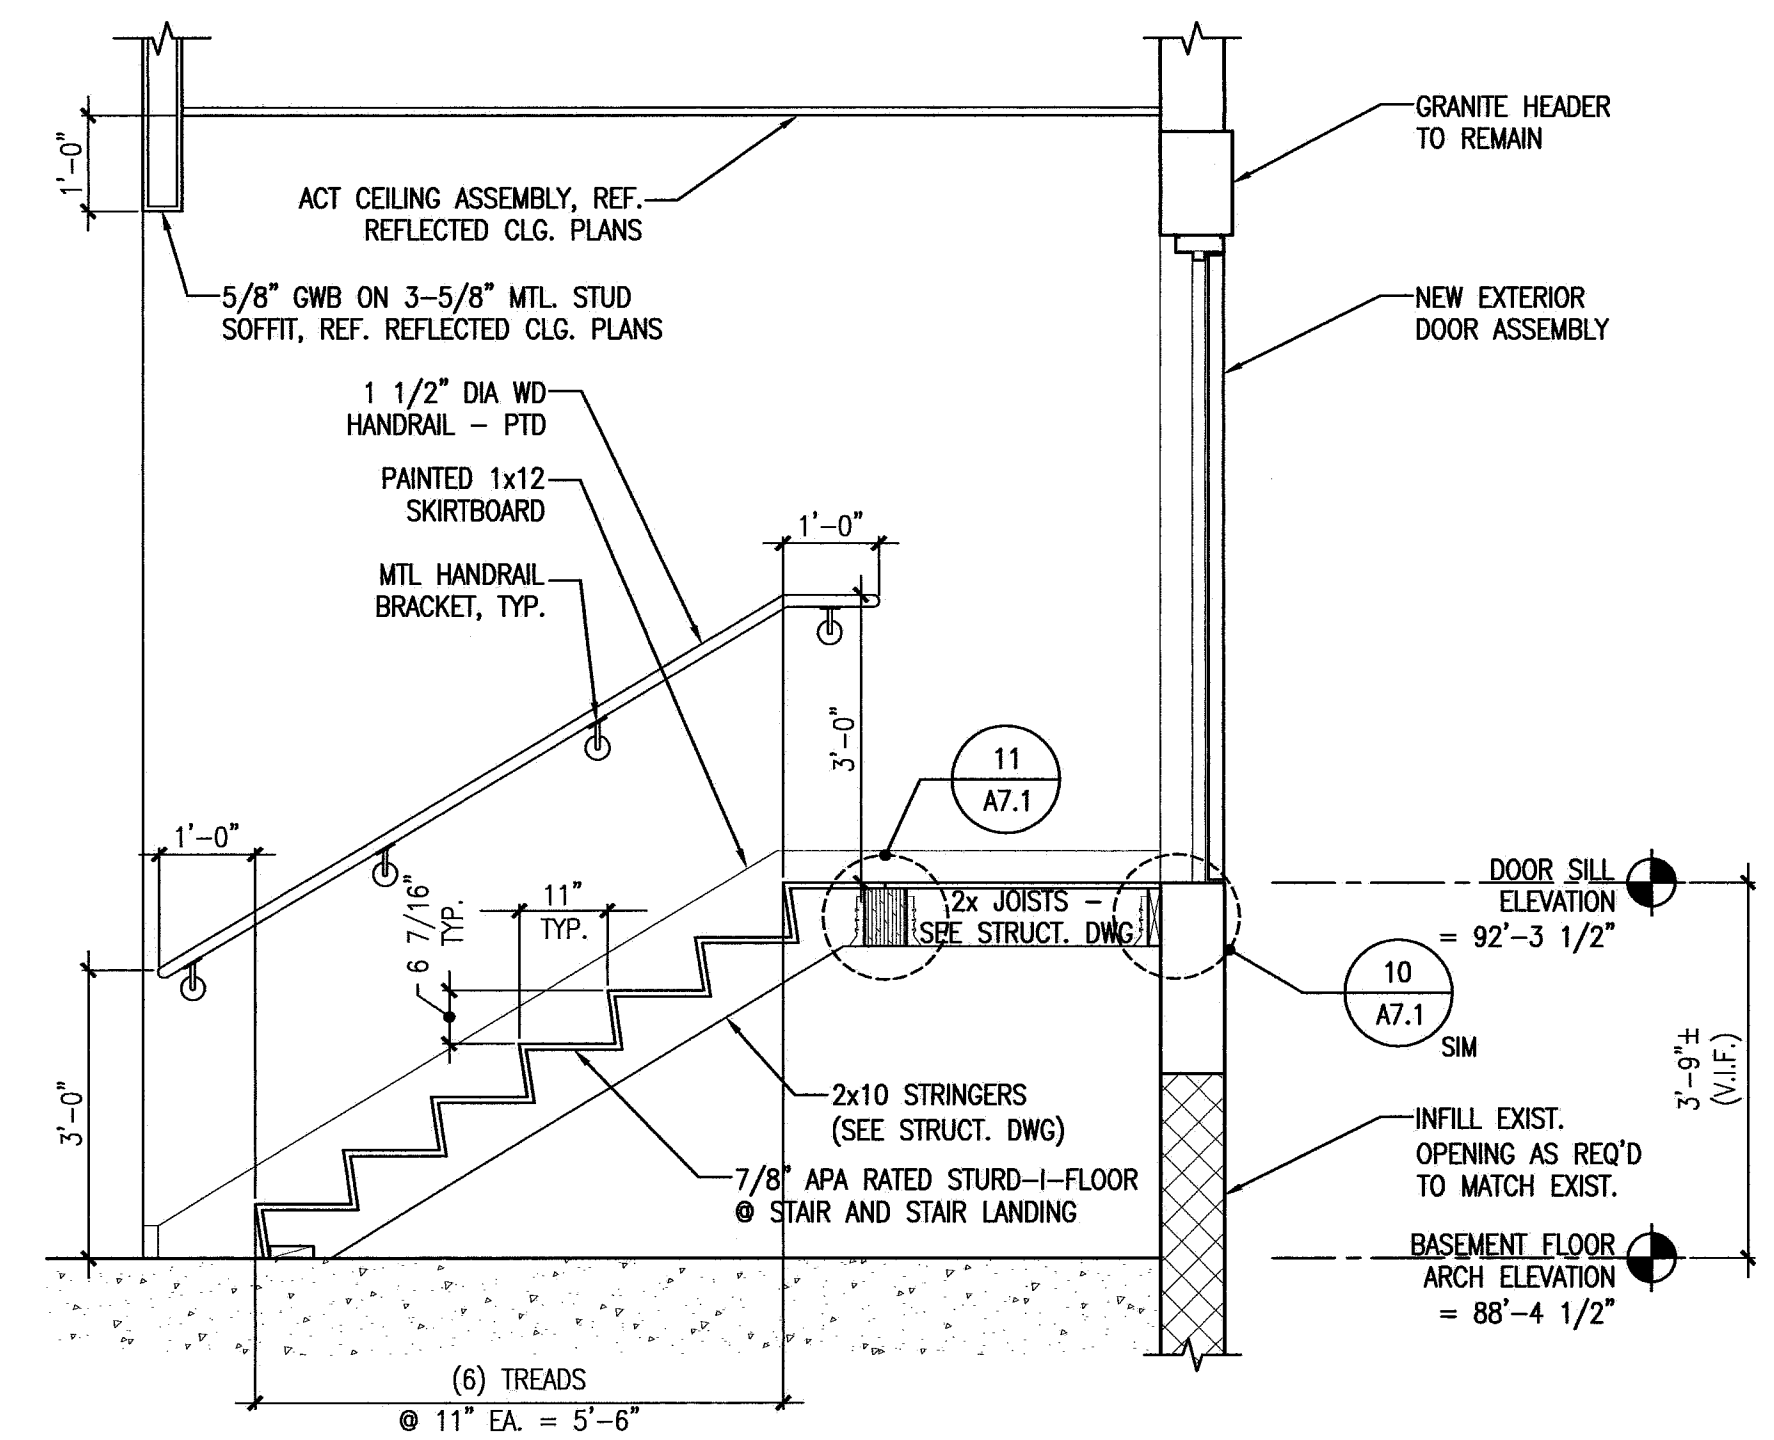 1'-0"
GRANITE HEADER
TO REMAIN
ACT CEILING ASSEMBLY, REF.
REFLECTED CLG. PLANS
5/8" GWB ON 3-5/8" MTL. STUD
SOFFIT, REF. REFLECTED CLG. PLANS
NEW EXTERIOR
DOOR ASSEMBLY
1 1/2" DIA WD
HANDRAIL - PTD
PAINTED 1x12
SKIRTBOARD
MTL HANDRAIL
BRACKET, TYP.
1'-0"
3'-0"
11
A7.1
1'-0"
6 7/16"
TYP.
11"
TYP.
2x JOISTS -
SEE STRUCT. DWG
DOOR SILL
ELEVATION
= 92'-3 1/2"
10
A7.1
SIM
3'-9"±
(V.I.F.)
3'-0"
2x10 STRINGERS
(SEE STRUCT. DWG)
7/8" APA RATED STURD-I-FLOOR
@ STAIR AND STAIR LANDING
INFILL EXIST.
OPENING AS REQ'D
TO MATCH EXIST.
BASEMENT FLOOR
ARCH ELEVATION
= 88'-4 1/2"
(6) TREADS
@ 11" EA. = 5'-6"